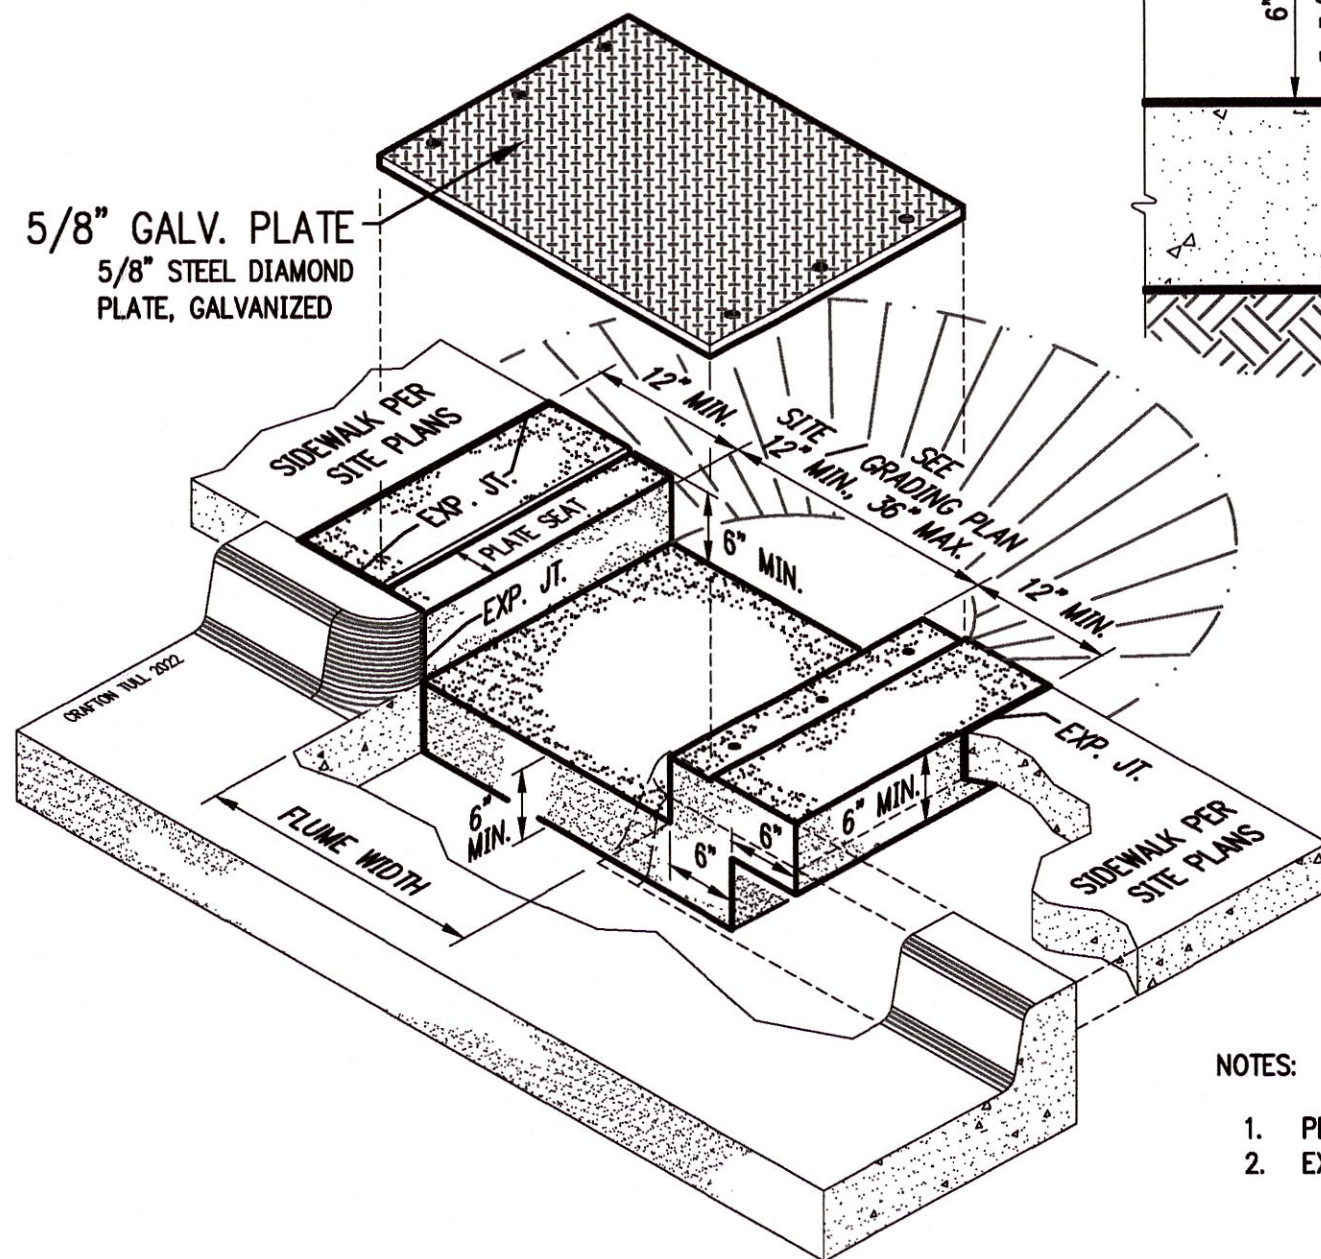 6"
5/8" GALV. PLATE
5/8" STEEL DIAMOND
PLATE, GALVANIZED
12" MIN.
SIDEWALK PER
SITE PLANS
SITE
SEE
GRADING PLAN
12" MIN., 36" MAX.
EXP. JT.
PLATE SEAT
6" MIN.
EXP. JT.
12" MIN.
CRAFTON TULL 2022
EXP. JT.
6"
MIN.
6"
6"
6" MIN.
FLUME WIDTH
SIDEWALK PER
SITE PLANS
NOTES:
1.
2.